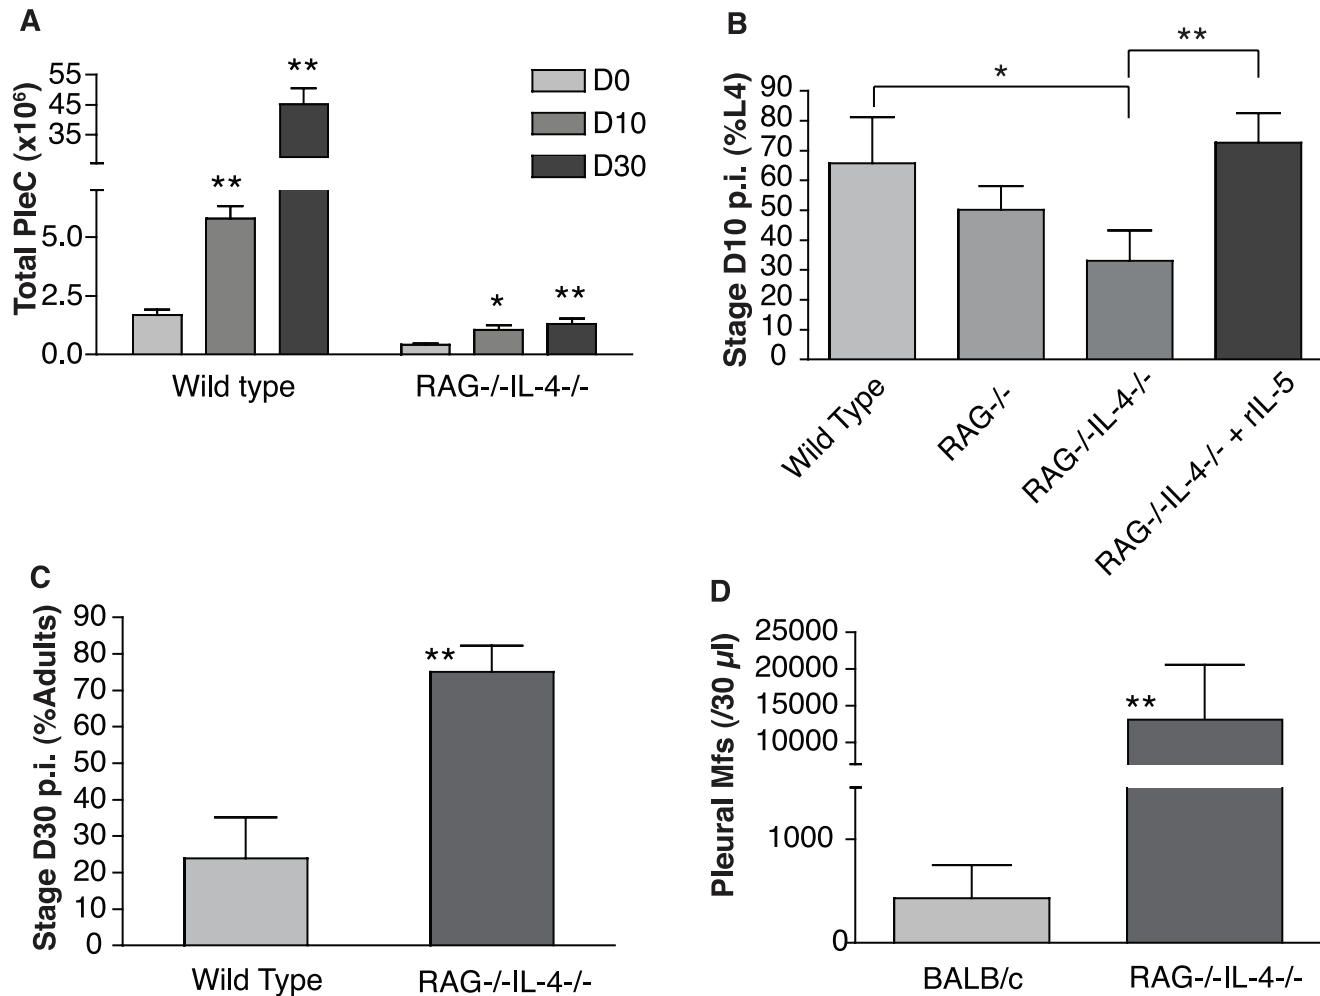 A
Total PleC (x10⁶)
55
45
35
5.0
2.5
0.0
** ** * **
D0
D10
D30
Wild type
RAG-/-IL-4-/-
B
Stage D10 p.i. (%L4)
90
80
70
60
50
40
30
20
10
0
*
**
Wild Type
RAG-/-
RAG-/-IL-4-/-
RAG-/-IL-4-/- + rIL-5
C
Stage D30 p.i. (%Adults)
90
80
70
60
50
40
30
20
10
0
**
Wild Type
RAG-/-IL-4-/-
D
Pleural Mfs (/30 µl)
25000
20000
15000
10000
1000
0
**
BALB/c
RAG-/-IL-4-/-